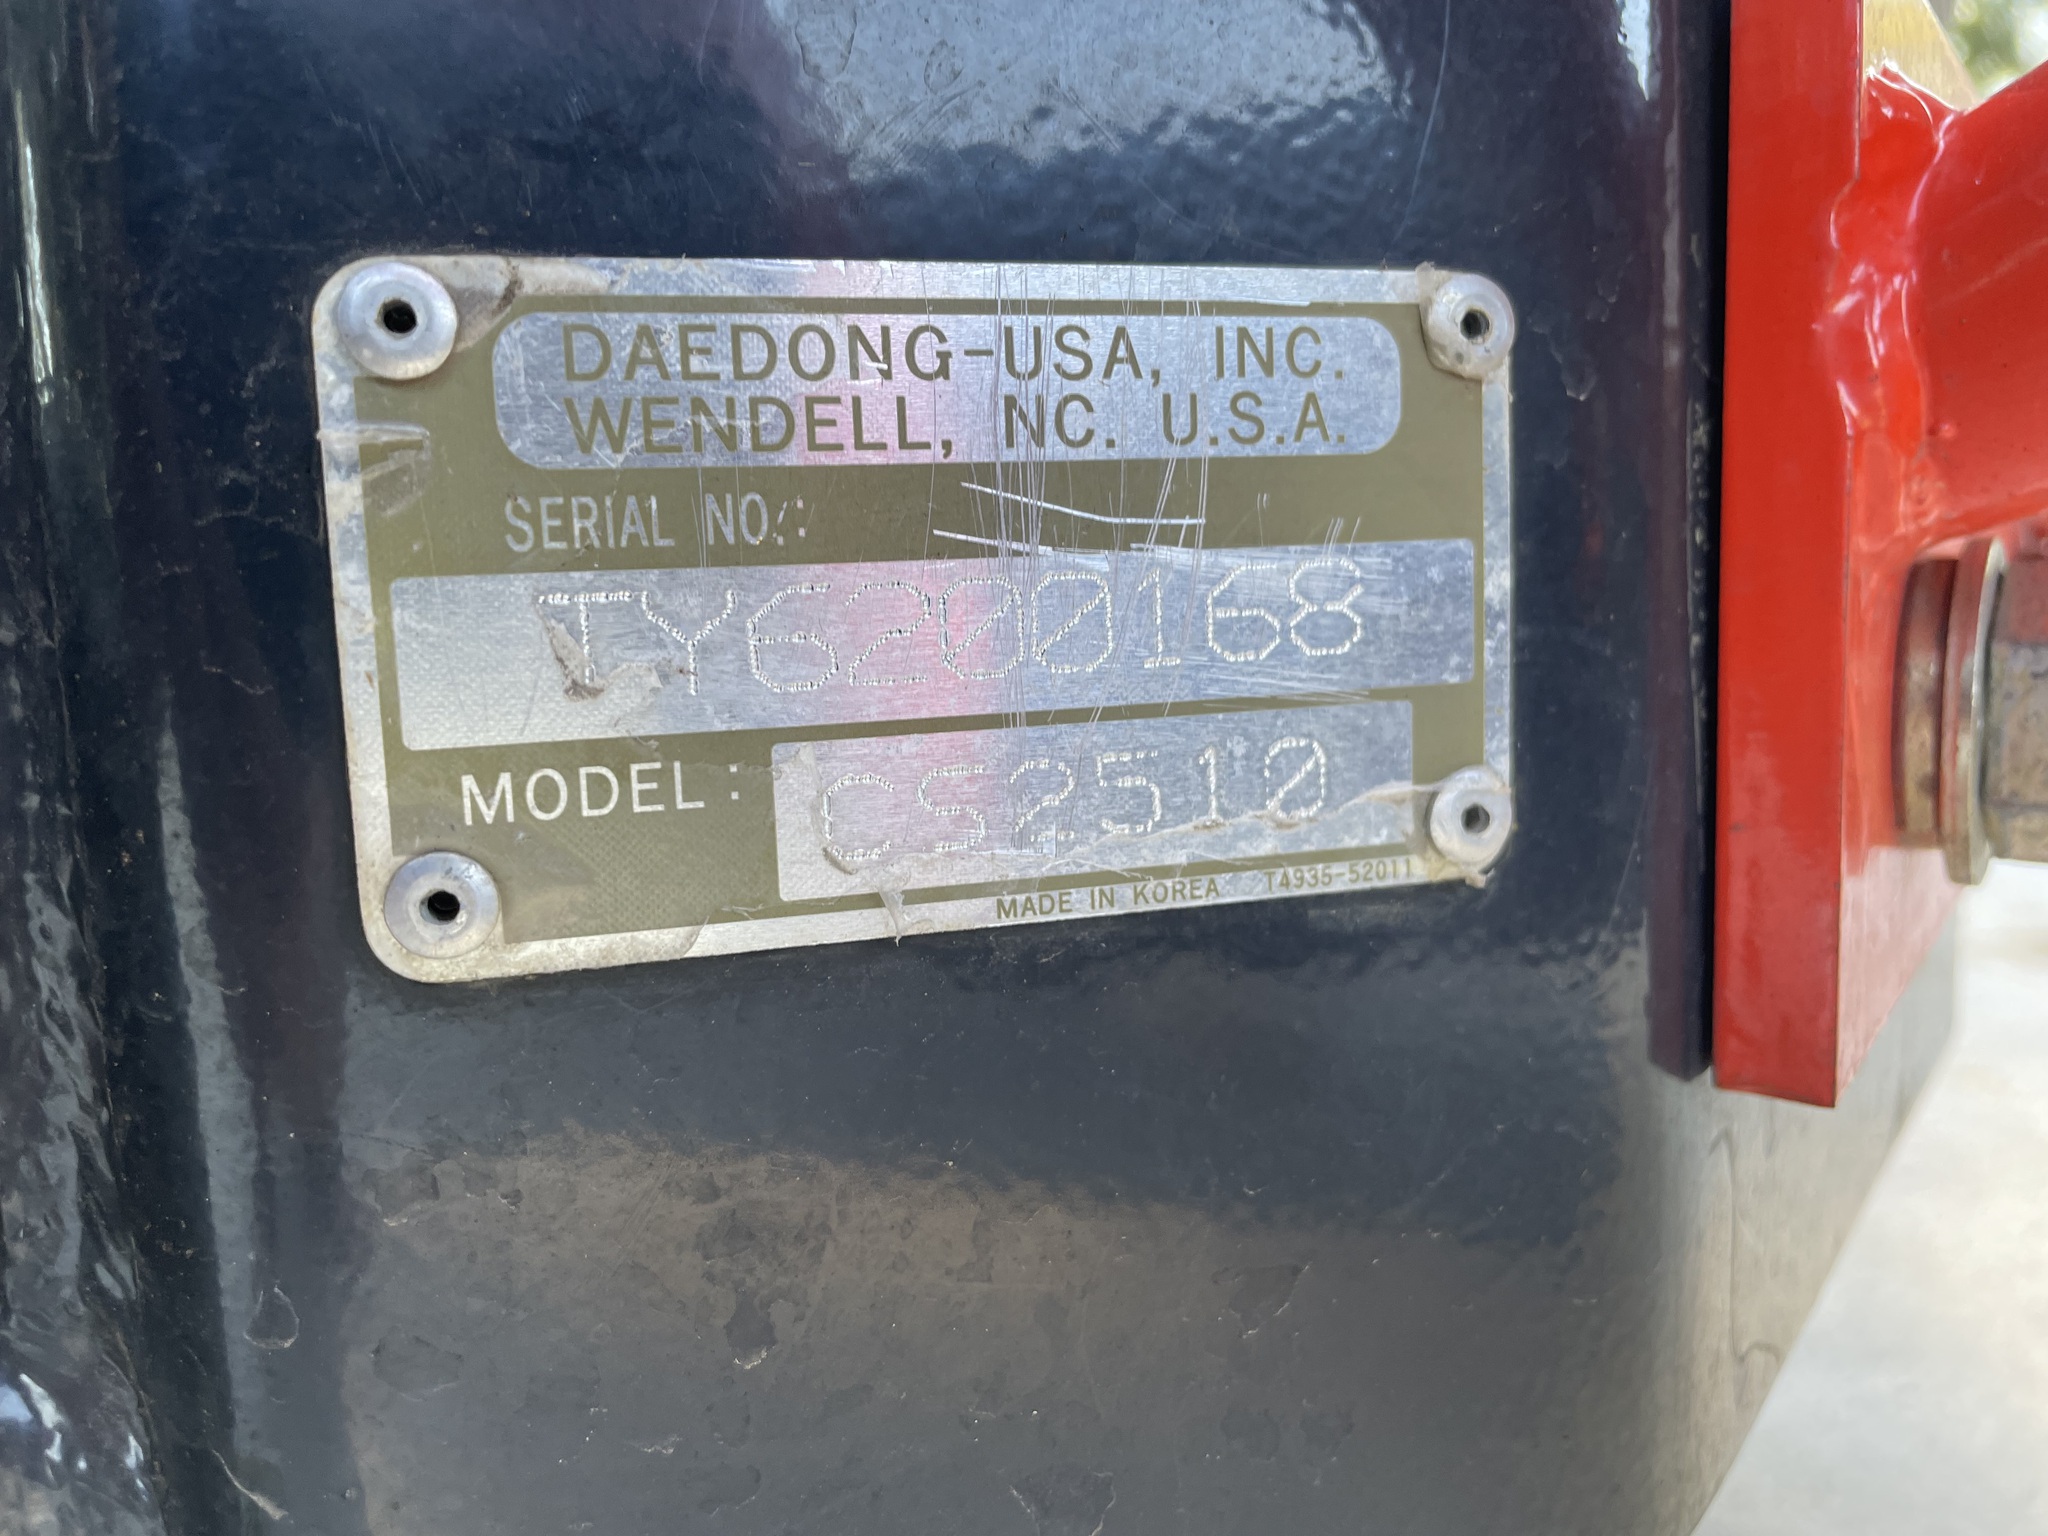 DAEDONG-USA, INC.
WENDELL, NC. U.S.A.
SERIAL NO.:
TY6200168
MODEL:
CS2510
MADE IN KOREA T4935-52011